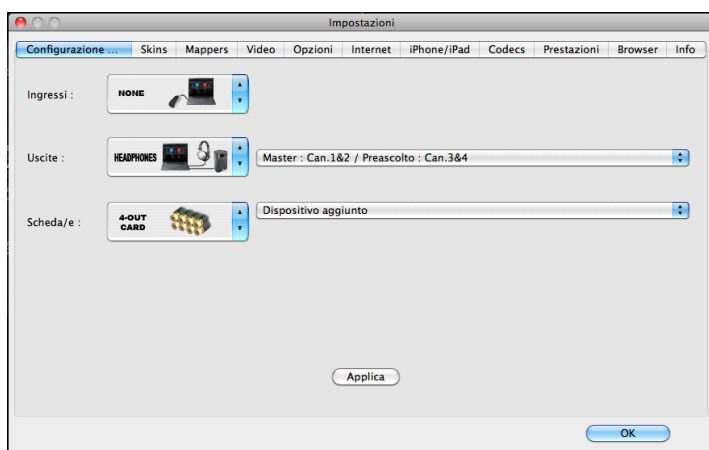 Impostazioni
Configurazione ... Skins Mappers Video Opzioni Internet iPhone/iPad Codecs Prestazioni Browser Info
Ingressi : NONE
Uscite : HEADPHONES Master : Can.1&2 / Preascolto : Can.3&4
Scheda/e : 4-OUT CARD Dispositivo aggiunto
Applica
OK